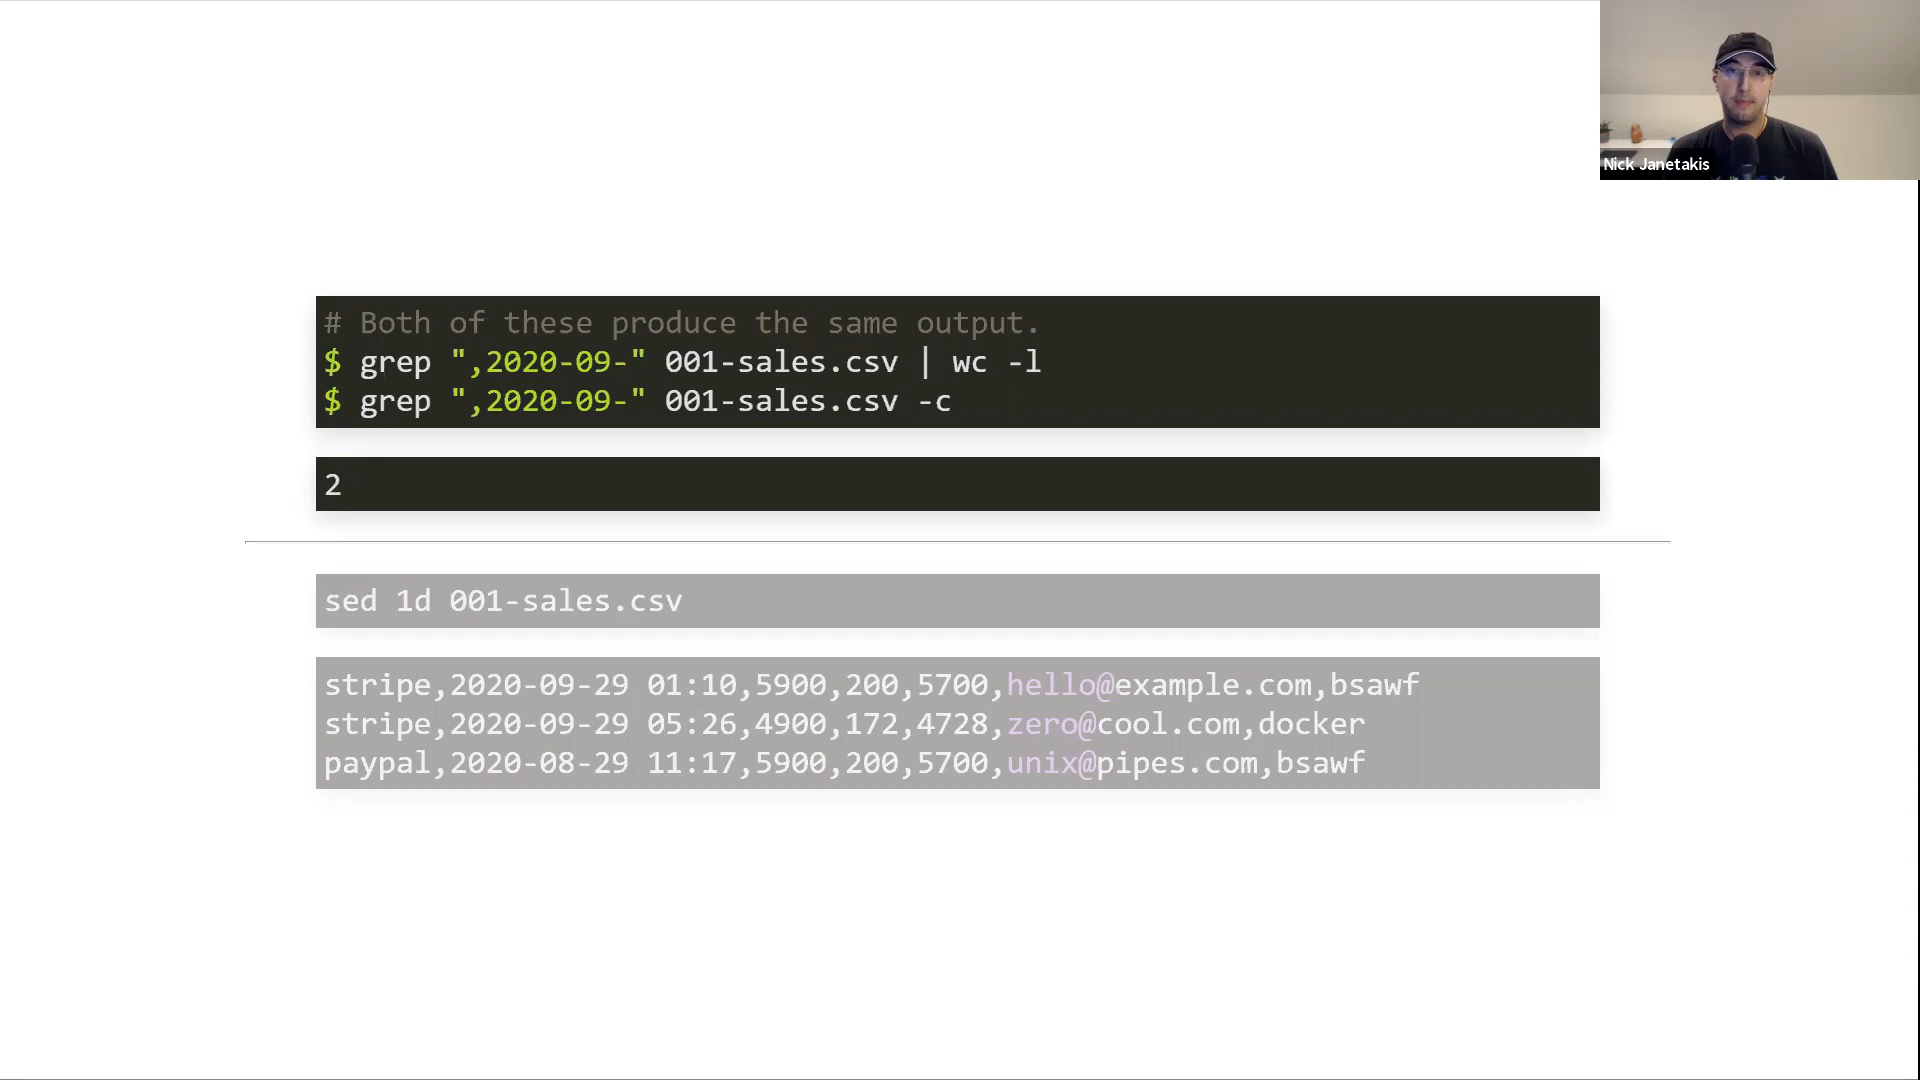 Nick Janetakis
# Both of these produce the same output.
$ grep ",2020-09-" 001-sales.csv | wc -l
$ grep ",2020-09-" 001-sales.csv -c
2
sed 1d 001-sales.csv
stripe,2020-09-29 01:10,5900,200,5700,hello@example.com,bsawf
stripe,2020-09-29 05:26,4900,172,4728,zero@cool.com,docker
paypal,2020-08-29 11:17,5900,200,5700,unix@pipes.com,bsawf